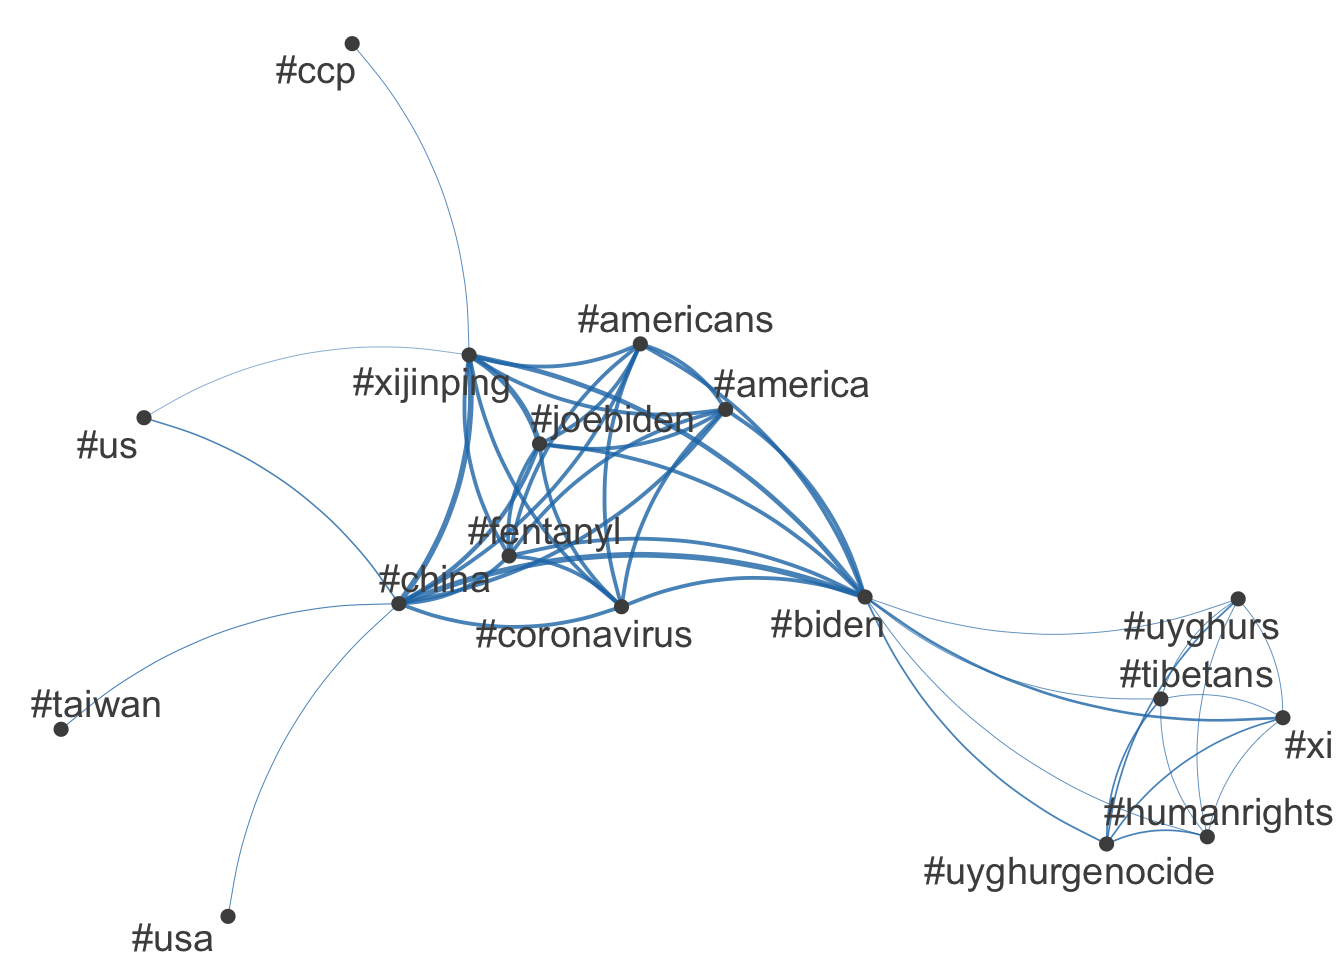 #ccp
#americans
#xijinping
#america
#joebiden
#us
#fentanyl
#china
#coronavirus
#biden
#uyghurs
#tibetans
#taiwan
#xi
#humanrights
#uyghurgenocide
#usa